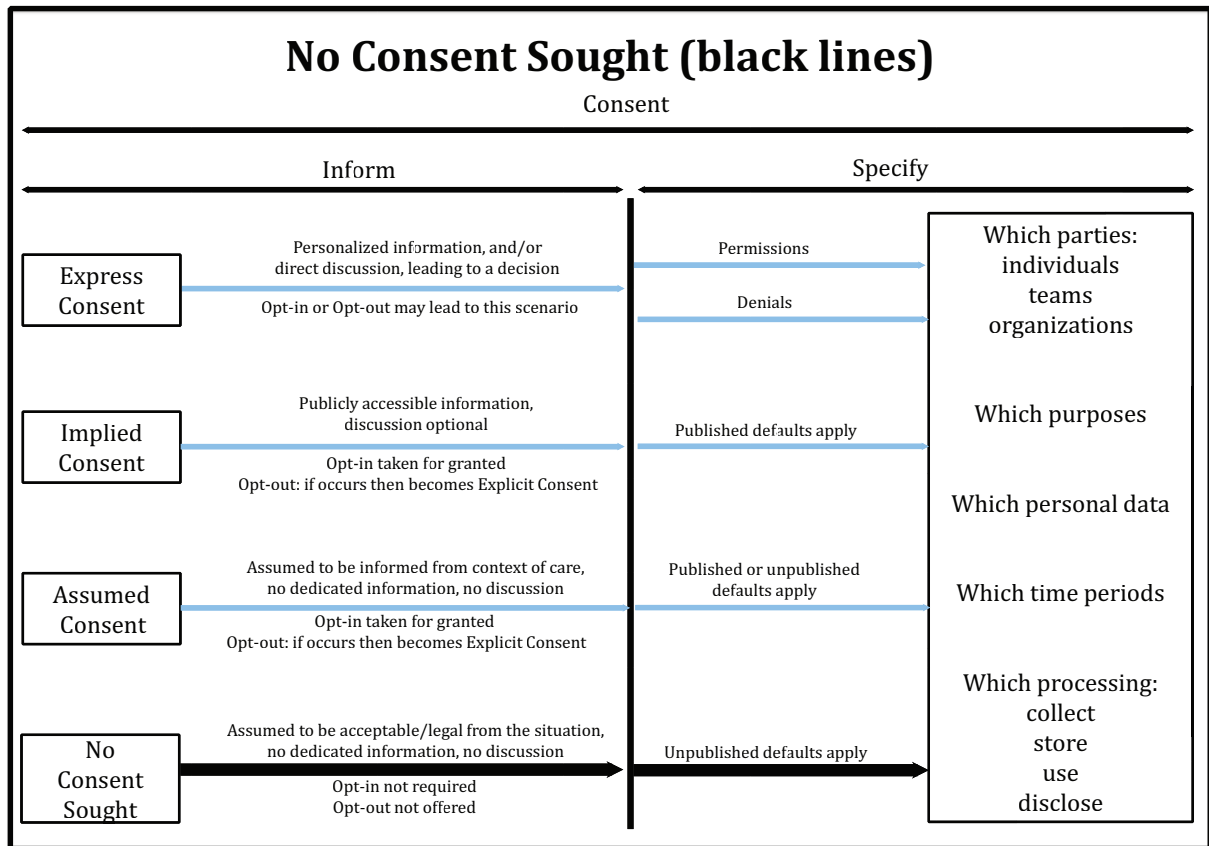 No Consent Sought (black lines)
Consent
Inform
Specify
Express
Consent
Personalized information, and/or
direct discussion, leading to a decision
Opt-in or Opt-out may lead to this scenario
Permissions
Denials
Implied
Consent
Publicly accessible information,
discussion optional
Opt-in taken for granted
Opt-out: if occurs then becomes Explicit Consent
Published defaults apply
Assumed
Consent
Assumed to be informed from context of care,
no dedicated information, no discussion
Opt-in taken for granted
Opt-out: if occurs then becomes Explicit Consent
Published or unpublished
defaults apply
No
Consent
Sought
Assumed to be acceptable/legal from the situation,
no dedicated information, no discussion
Opt-in not required
Opt-out not offered
Unpublished defaults apply
Which parties:
individuals
teams
organizations
Which purposes
Which personal data
Which time periods
Which processing:
collect
store
use
disclose